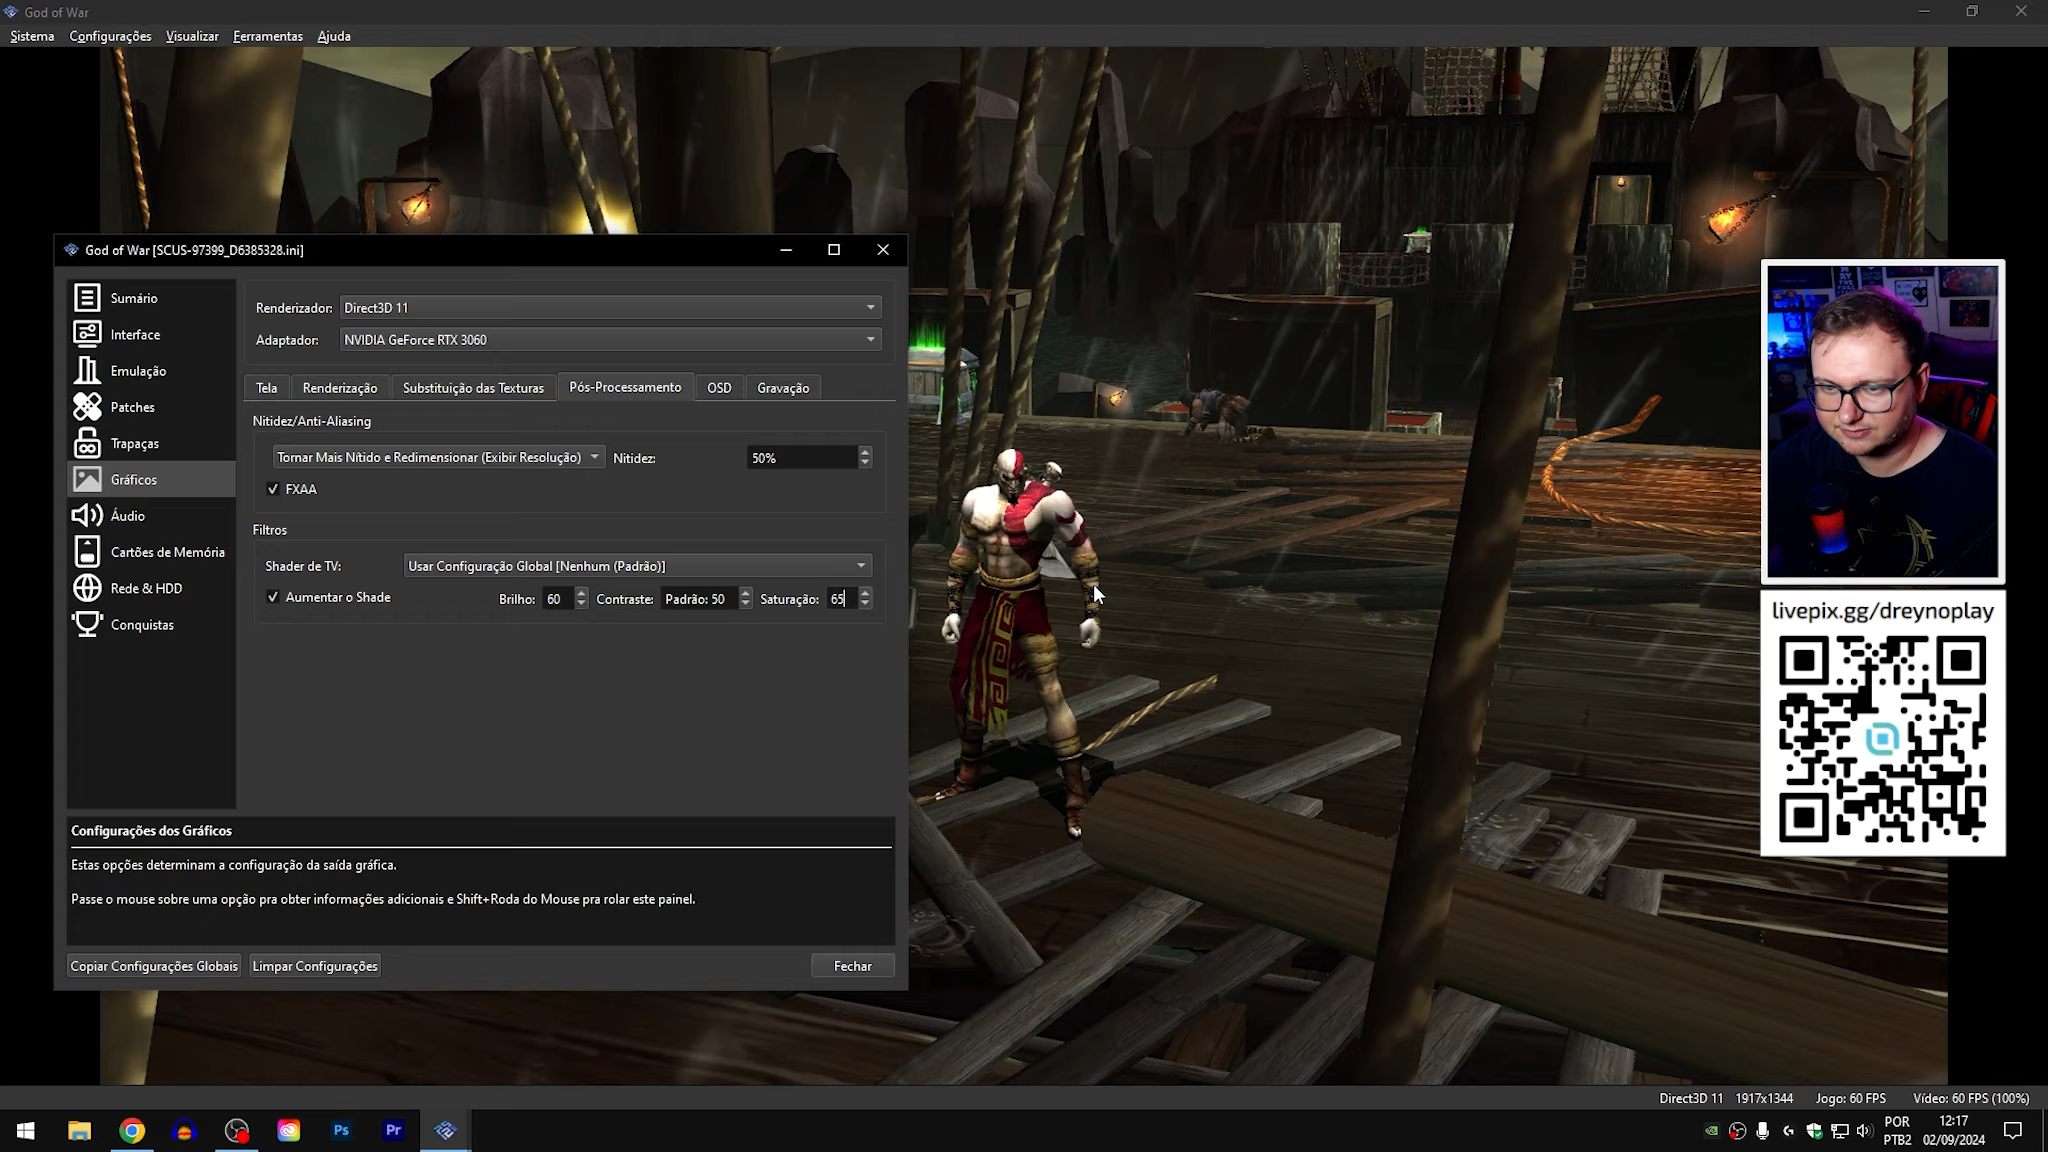 God of War
Sistema Configurações Visualizar Ferramentas Ajuda
God of War [SCUS-97399_D6385328.ini]
Sumário
Interface
Emulação
Patches
Trapaças
Gráficos
Áudio
Cartões de Memória
Rede & HDD
Conquistas
Renderizador: Direct3D 11
Adaptador: NVIDIA GeForce RTX 3060
Tela Renderização Substituição das Texturas Pós-Processamento OSD Gravação
Nitidez/Anti-Aliasing
Tornar Mais Nítido e Redimensionar (Exibir Resolução) Nitidez: 50%
FXAA
Filtros
Shader de TV: Usar Configuração Global [Nenhum (Padrão)]
Aumentar o Shade Brilho: 60 Contraste: Padrão: 50 Saturação: 65
Configurações dos Gráficos
Estas opções determinam a configuração da saída gráfica.
Passe o mouse sobre uma opção pra obter informações adicionais e Shift+Roda do Mouse pra rolar este painel.
Copiar Configurações Globais Limpar Configurações Fechar
livepix.gg/dreynoplay
Direct3D 11 1917x1344 Jogo: 60 FPS Vídeo: 60 FPS (100%)
Ps Pr
POR
PTB2
12:17
02/09/2024